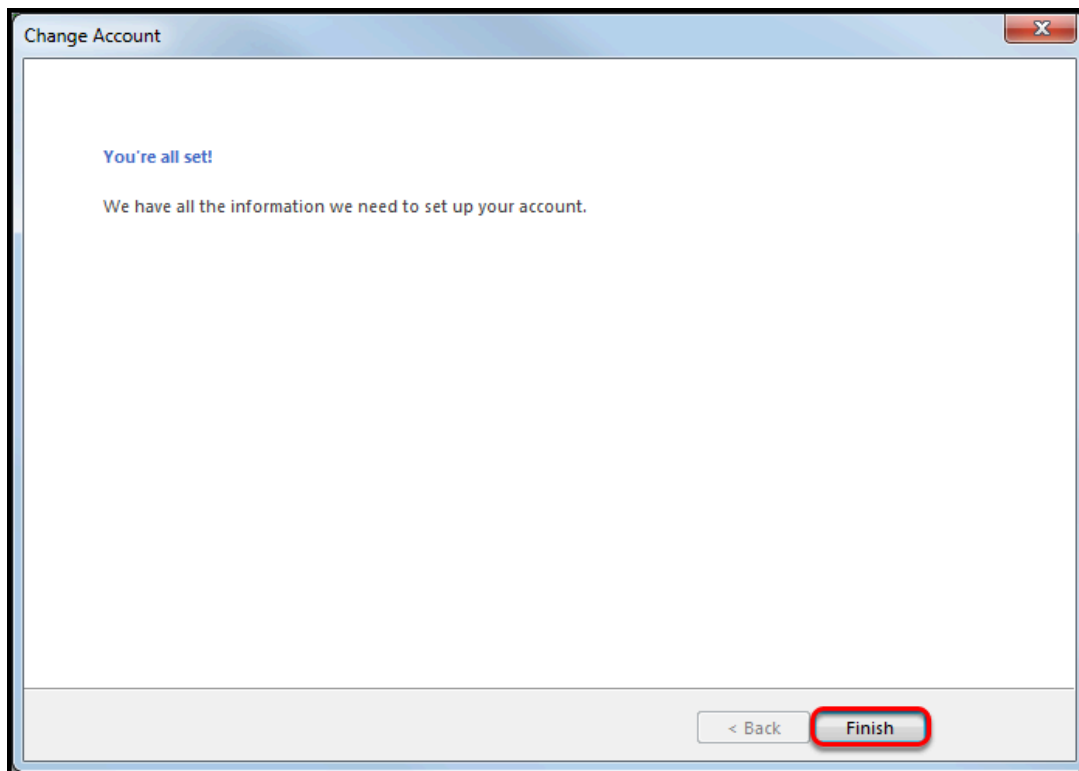 Change Account
You're all set!
We have all the information we need to set up your account.
< Back
Finish